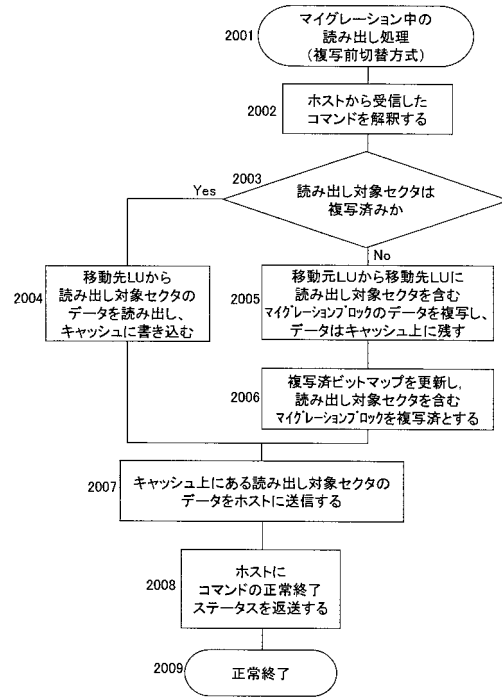 2001
マイグレーション中の
読み出し処理
(複写前切替方式)
2002
ホストから受信した
コマンドを解釈する
2003
読み出し対象セクタは
複写済みか
Yes
No
2004
移動先LUから
読み出し対象セクタの
データを読み出し、
キャッシュに書き込む
2005
移動元LUから移動先LUに
読み出し対象セクタを含む
マイグレーションブロックのデータを複写し、
データはキャッシュ上に残す
2006
複写済ビットマップを更新し、
読み出し対象セクタを含む
マイグレーションブロックを複写済とする
2007
キャッシュ上にある読み出し対象セクタの
データをホストに送信する
2008
ホストに
コマンドの正常終了
ステータスを返送する
2009
正常終了